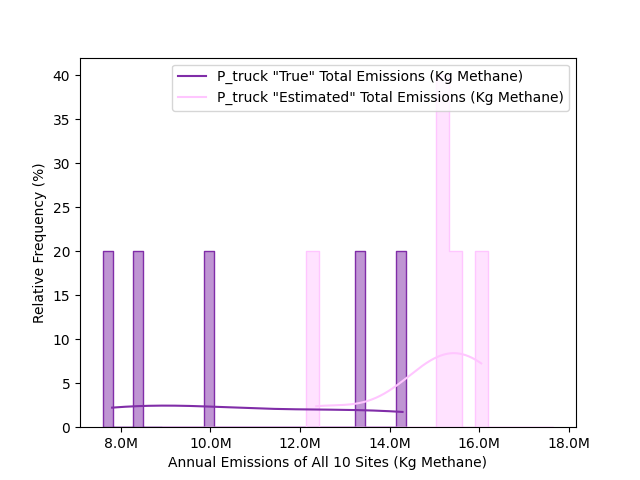 P_truck "True" Total Emissions (Kg Methane)
P_truck "Estimated" Total Emissions (Kg Methane)
40
35
30
25
20
15
10
5
0
Relative Frequency (%)
8.0M 10.0M 12.0M 14.0M 16.0M 18.0M
Annual Emissions of All 10 Sites (Kg Methane)